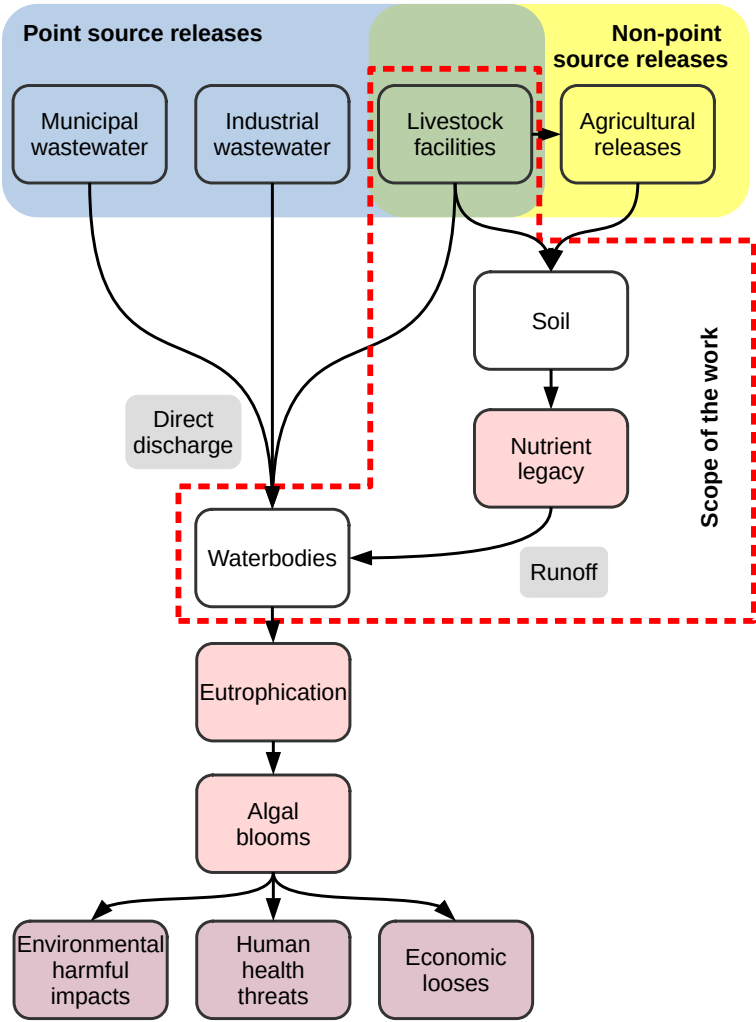 Point source releases
Non-point
source releases
Municipal
wastewater
Industrial
wastewater
Livestock
facilities
Agricultural
releases
Soil
Scope of the work
Direct
discharge
Nutrient
legacy
Waterbodies
Runoff
Eutrophication
Algal
blooms
Environmental
harmful
impacts
Human
health
threats
Economic
looses